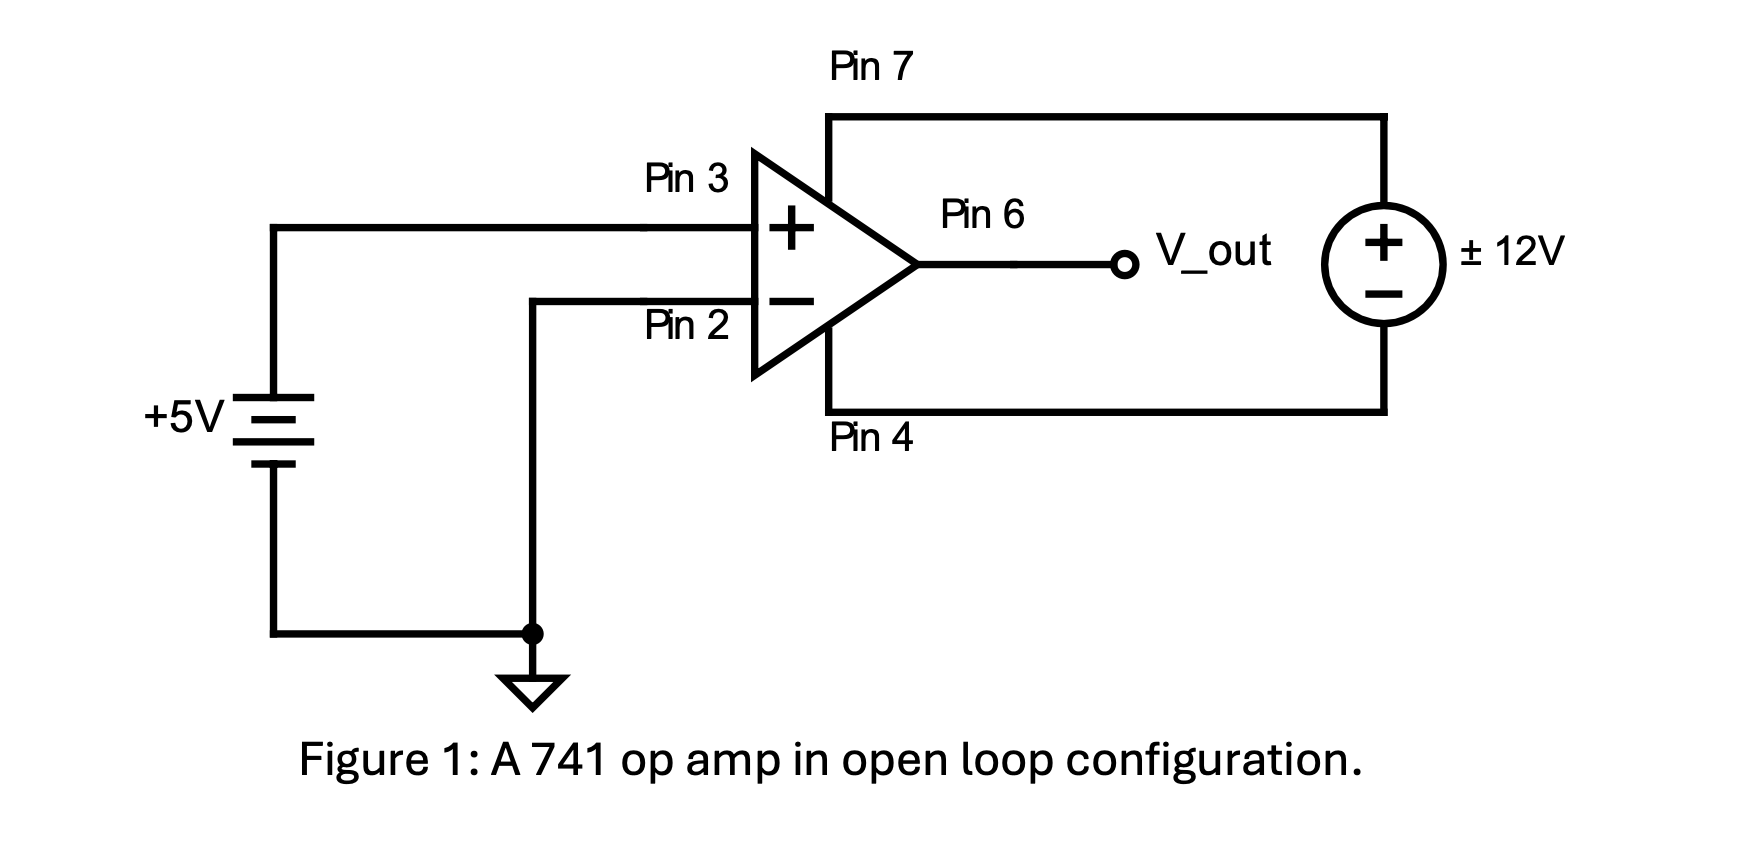 Pin 7
Pin 3
Pin 6
V_out
± 12V
Pin 2
+5V
Pin 4
Figure 1: A 741 op amp in open loop configuration.